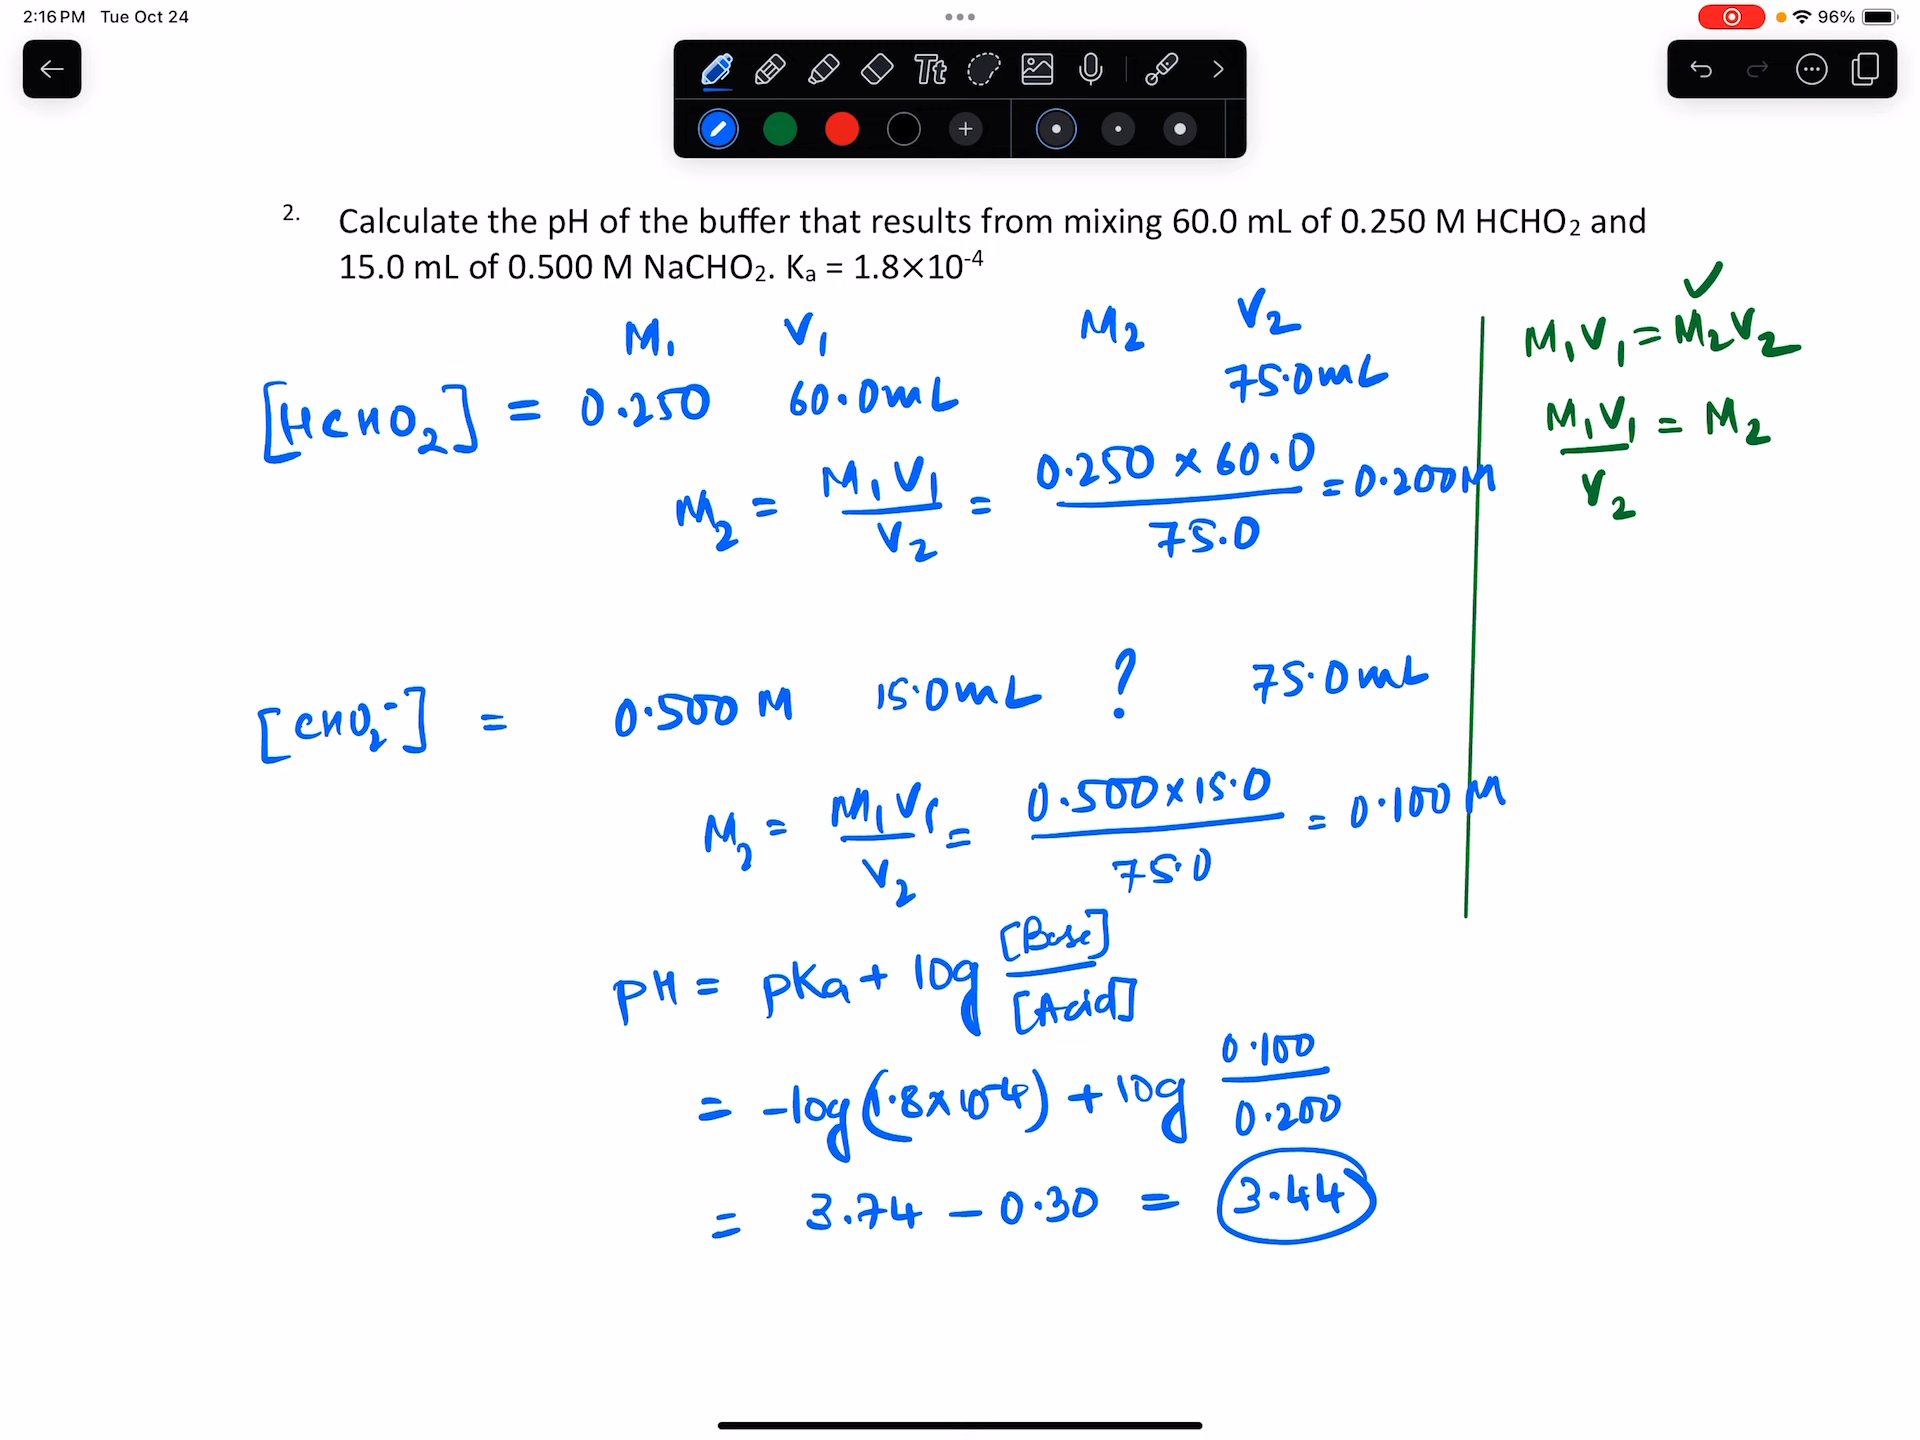 2:16 PM Tue Oct 24
96%
Tt
2. Calculate the pH of the buffer that results from mixing 60.0 mL of 0.250 M HCHO₂ and
15.0 mL of 0.500 M NaCHO₂. Kₐ = 1.8×10⁻⁴
M₁ V₁ M₂ V₂
[HCHO₂] = 0.250 60.0mL 75.0mL
M₂ = M₁V₁/V₂ = 0.250 × 60.0/75.0 = 0.200M
M₁V₁ = M₂V₂
M₁V₁/V₂ = M₂
[CHO₂⁻] = 0.500 M 15.0mL ? 75.0mL
M₂ = M₁V₁/V₂ = 0.500×15.0/75.0 = 0.100 M
pH = pKa + log [Base]/[Acid]
= -log(1.8×10⁻⁴) + log 0.100/0.200
= 3.74 - 0.30 = 3.44